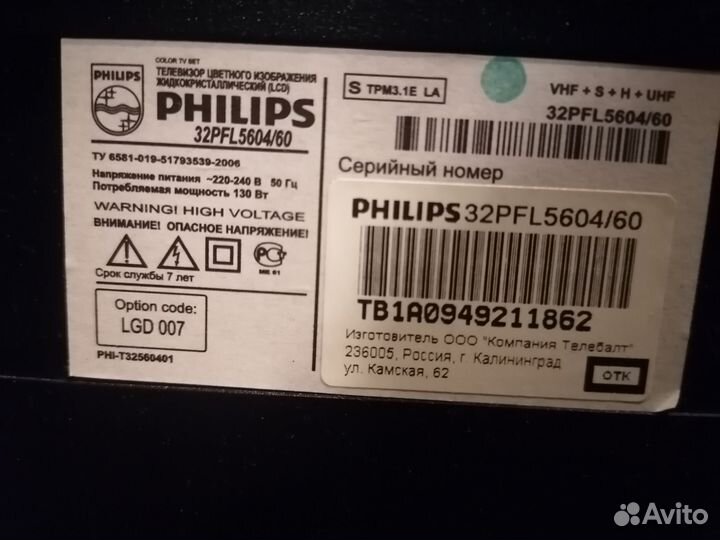 COLOR TV SET
ТЕЛЕВИЗОР ЦВЕТНОГО ИЗОБРАЖЕНИЯ
ЖИДКОКРИСТАЛЛИЧЕСКИЙ (LCD)
PHILIPS
PHILIPS
32PFL5604/60
ТУ 6581-019-51793539-2006
Напряжение питания ~220-240 В 50 Гц
Потребляемая мощность 130 Вт
WARNING! HIGH VOLTAGE
ВНИМАНИЕ! ОПАСНОЕ НАПРЯЖЕНИЕ!
ME 61
Срок службы 7 лет
Option code:
LGD 007
PHI-T32560401
S TPM3.1E LA
VHF + S + H + UHF
32PFL5604/60
Серийный номер
PHILIPS 32PFL5604/60
TB1A0949211862
Изготовитель ООО "Компания Телебалт"
236005, Россия, г. Калининград
ул. Камская, 62
ОТК
Avito